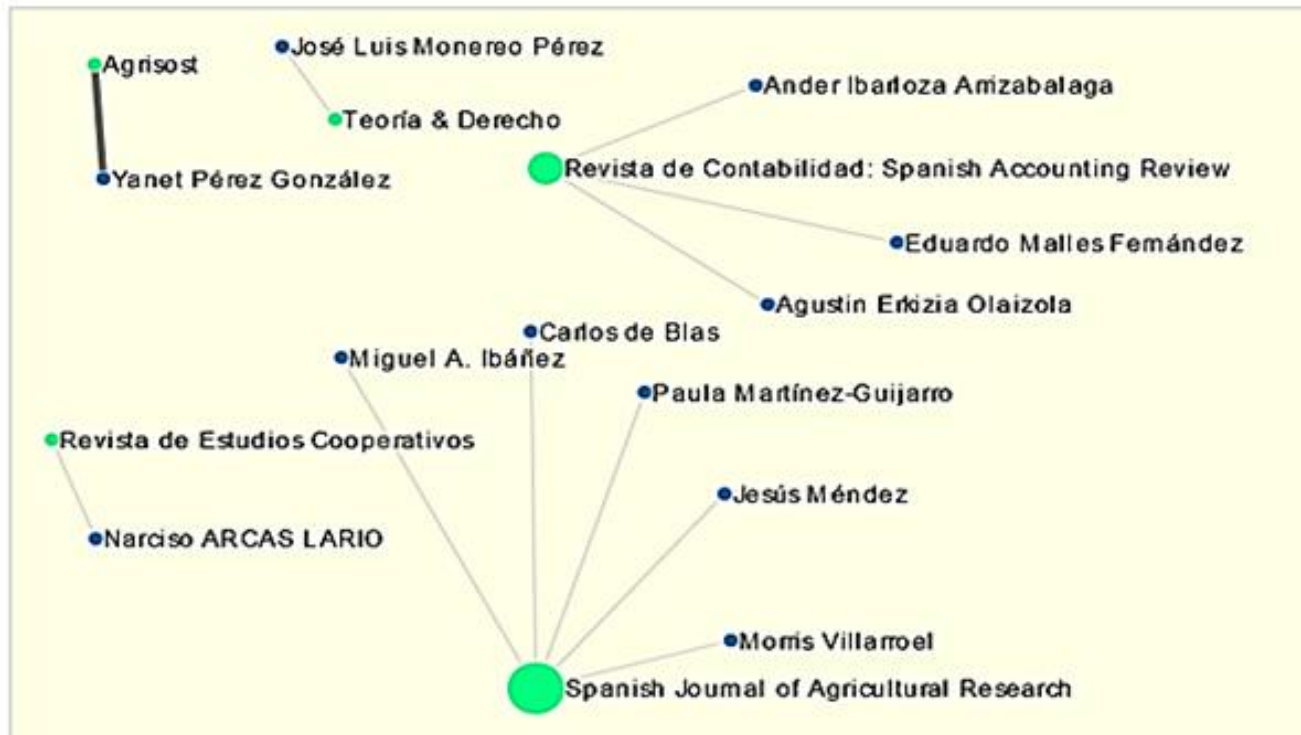 José Luis Monereo Pérez
Agrisost
Ander Ibarloza Arrizabalaga
Teoría & Derecho
Revista de Contabilidad: Spanish Accounting Review
Yanet Pérez González
Eduardo Malles Fernández
Agustin Erkizia Olaizola
Carlos de Blas
Miguel A. Ibáñez
Paula Martínez-Guijarro
Revista de Estudios Cooperativos
Jesús Méndez
Narciso ARCAS LARIO
Morris Villarroel
Spanish Journal of Agricultural Research